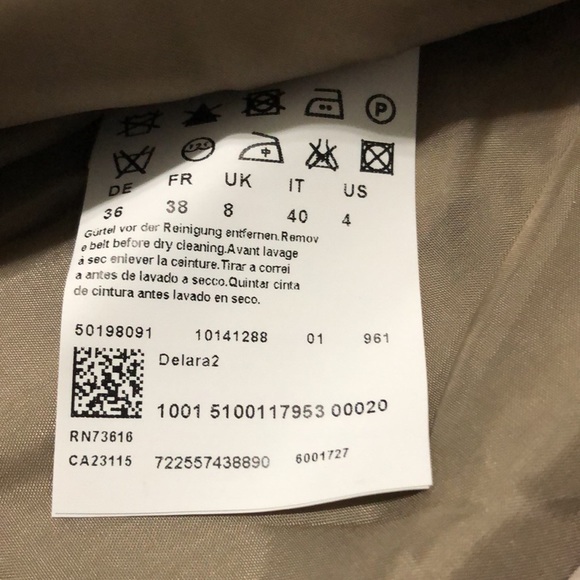 P
DE FR UK IT US
36 38 8 40 4
Gürtel vor der Reinigung entfernen.Remov
e belt before dry cleaning.Avant lavage
à sec enlever la ceinture.Tirar a correi
a antes de lavado a secco.Quintar cinta
de cintura antes lavado en seco.
50198091 10141288 01 961
Delara2
1001 5100117953 00020
RN73616
CA23115 722557438890 6001727